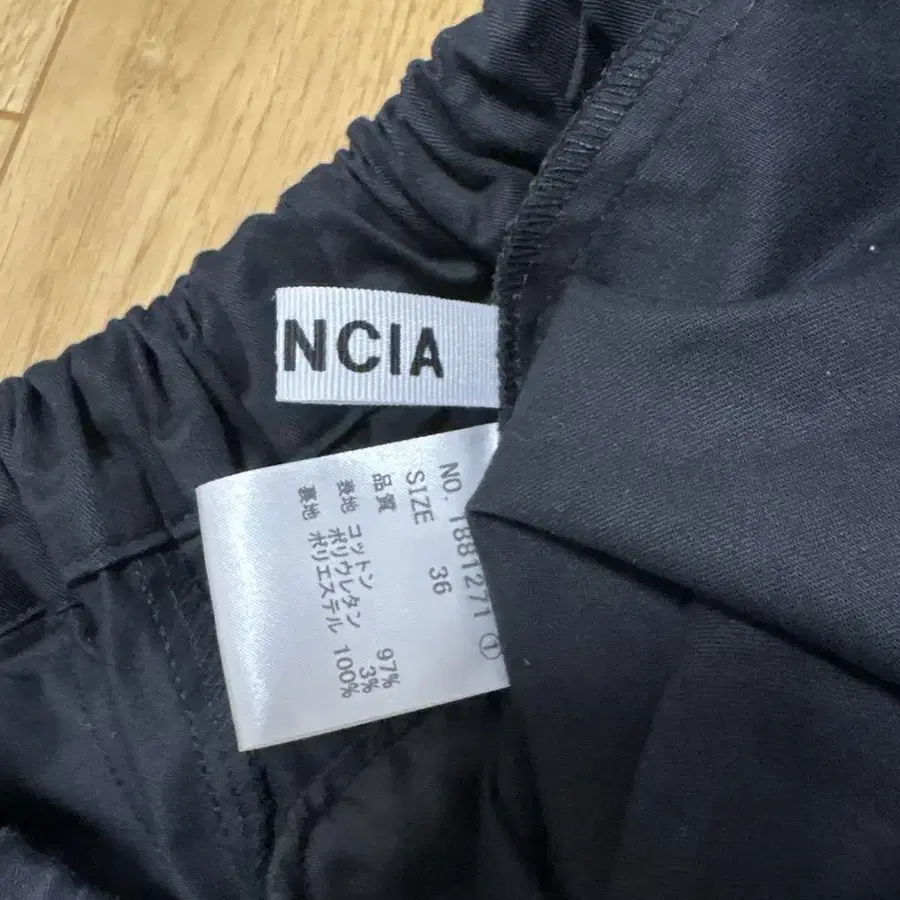 NCIA
NO. 1881271 ①
SIZE 36
品質
表地 コットン 97%
ポリウレタン 3%
裏地 ポリエステル 100%